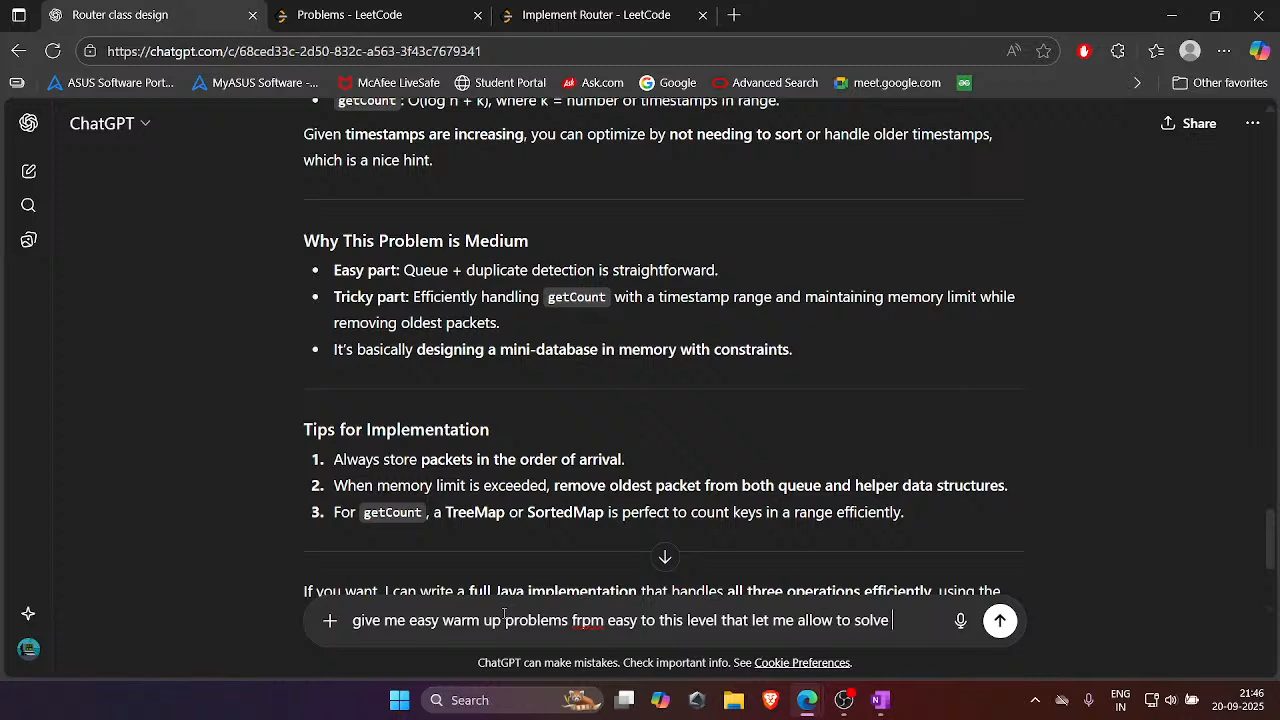 Router class design
Problems - LeetCode
Implement Router - LeetCode
https://chatgpt.com/c/68ced33c-2d50-832c-a563-3f43c7679341
ASUS Software Port...
MyASUS Software -...
McAfee LiveSafe
Student Portal
Ask Ask.com
Google
Advanced Search
meet.google.com
Other favorites
ChatGPT
Share
getCount: O(log n + k), where k = number of timestamps in range.
Given timestamps are increasing, you can optimize by not needing to sort or handle older timestamps,
which is a nice hint.
Why This Problem is Medium
• Easy part: Queue + duplicate detection is straightforward.
• Tricky part: Efficiently handling getCount with a timestamp range and maintaining memory limit while
removing oldest packets.
• It's basically designing a mini-database in memory with constraints.
Tips for Implementation
1. Always store packets in the order of arrival.
2. When memory limit is exceeded, remove oldest packet from both queue and helper data structures.
3. For getCount, a TreeMap or SortedMap is perfect to count keys in a range efficiently.
If you want, I can write a full Java implementation that handles all three operations efficiently, using the
give me easy warm up problems frpm easy to this level that let me allow to solve
ChatGPT can make mistakes. Check important info. See Cookie Preferences.
Search
ENG
IN
21:46
20-09-2025